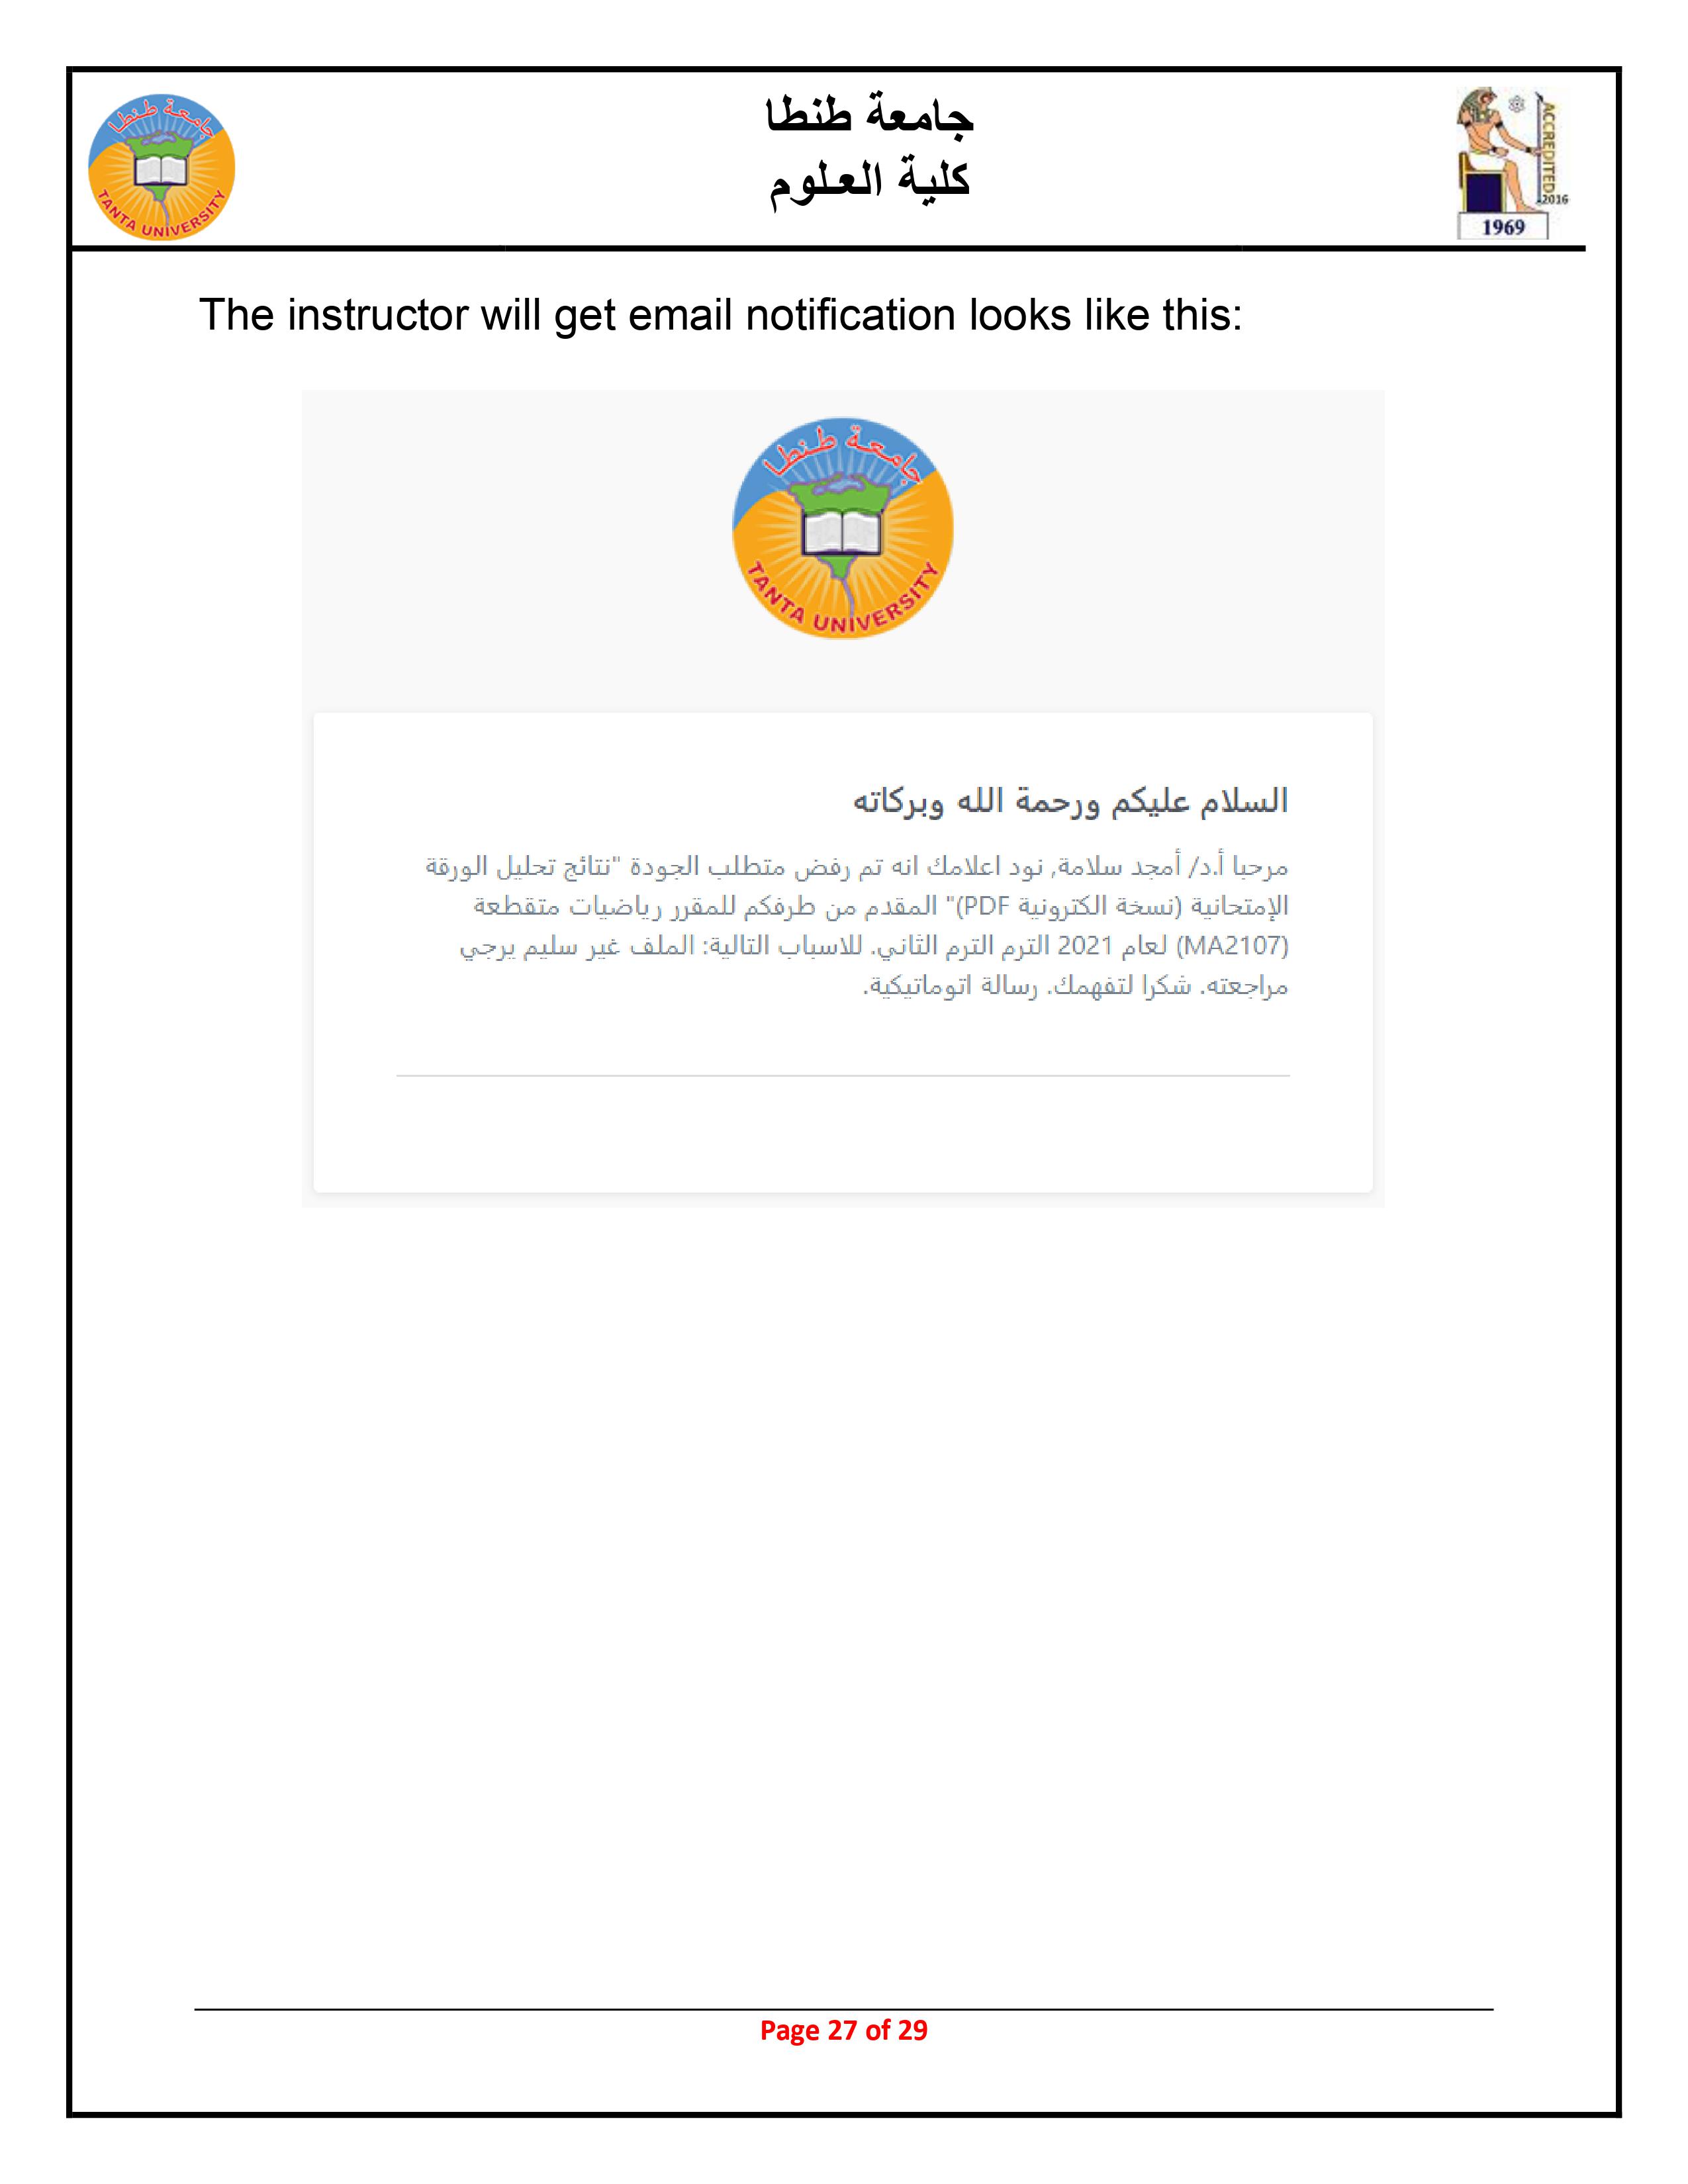 جامعة طنطا
TANTA UNIVERSITY
جامعة طنطا
كلية العلوم
ACCREDITED
2016
1969
The instructor will get email notification looks like this:
جامعة طنطا
TANTA UNIVERSITY
السلام عليكم ورحمة الله وبركاته
مرحبا أ.د/ أمجد سلامة, نود اعلامك انه تم رفض متطلب الجودة "نتائج تحليل الورقة
الإمتحانية (نسخة الكترونية PDF)" المقدم من طرفكم للمقرر رياضيات متقطعة
(MA2107) لعام 2021 الترم الترم الثاني. للاسباب التالية: الملف غير سليم يرجي
مراجعته. شكرا لتفهمك. رسالة اتوماتيكية.
Page 27 of 29